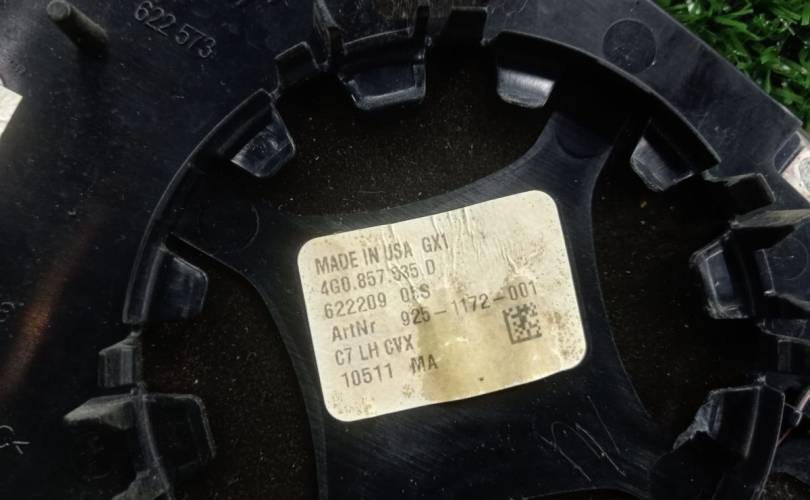 622 573
MADE IN USA GX1
4G0.857.535 D
622209 05S
ArtNr 925-1172-001
C7 LH CVX
10511 MA